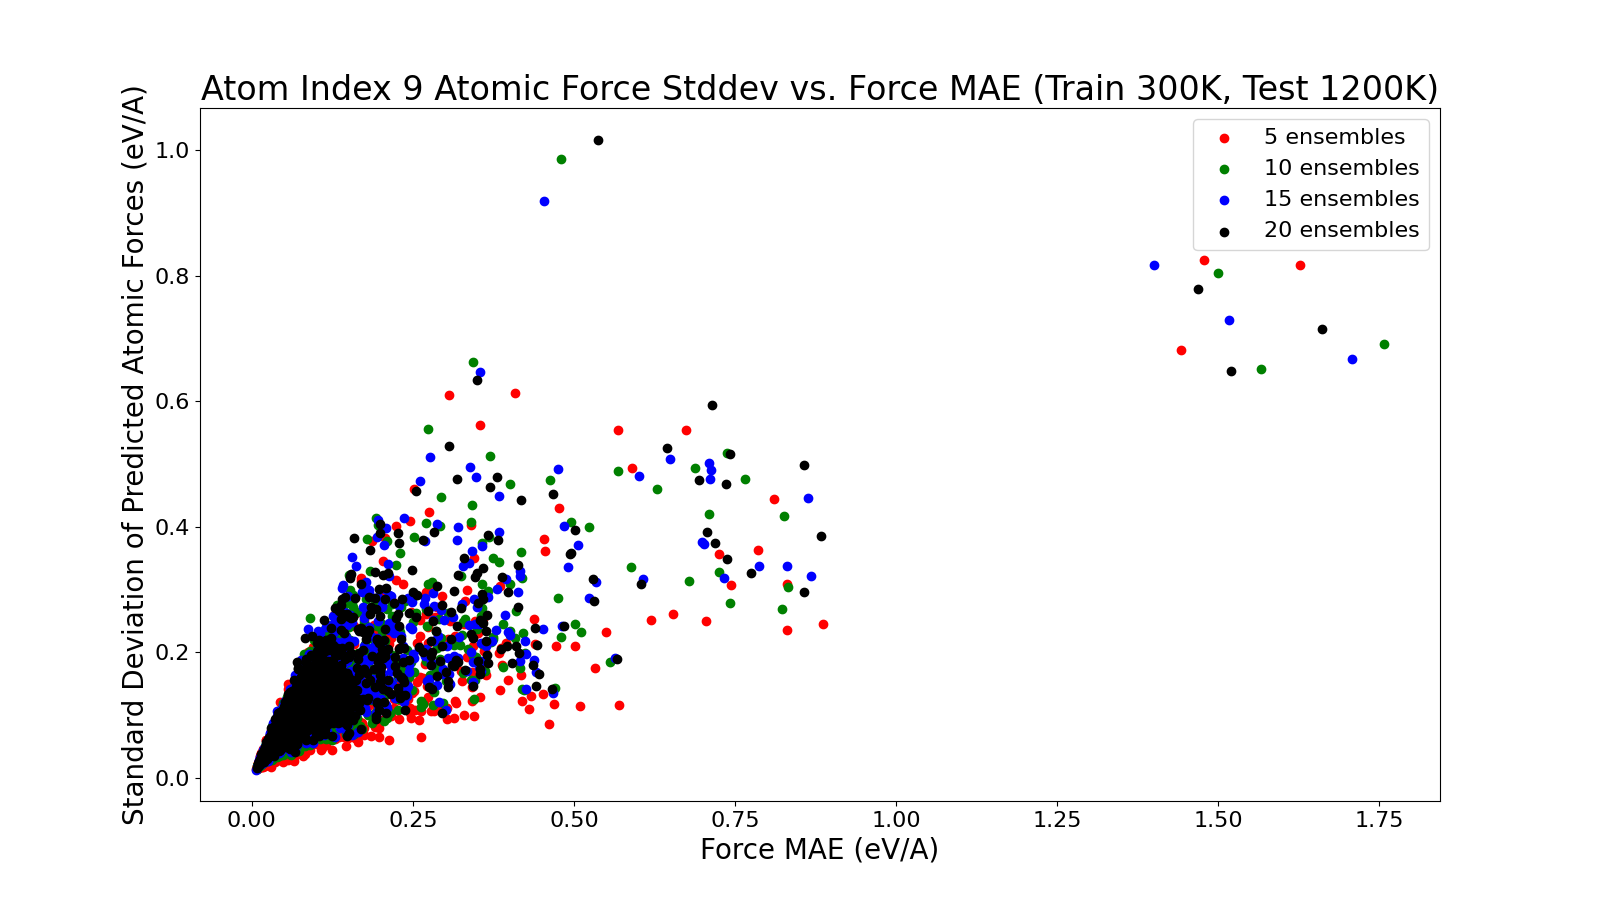 Atom Index 9 Atomic Force Stddev vs. Force MAE (Train 300K, Test 1200K)
Standard Deviation of Predicted Atomic Forces (eV/A)
1.0
0.8
0.6
0.4
0.2
0.0
5 ensembles
10 ensembles
15 ensembles
20 ensembles
0.00 0.25 0.50 0.75 1.00 1.25 1.50 1.75
Force MAE (eV/A)